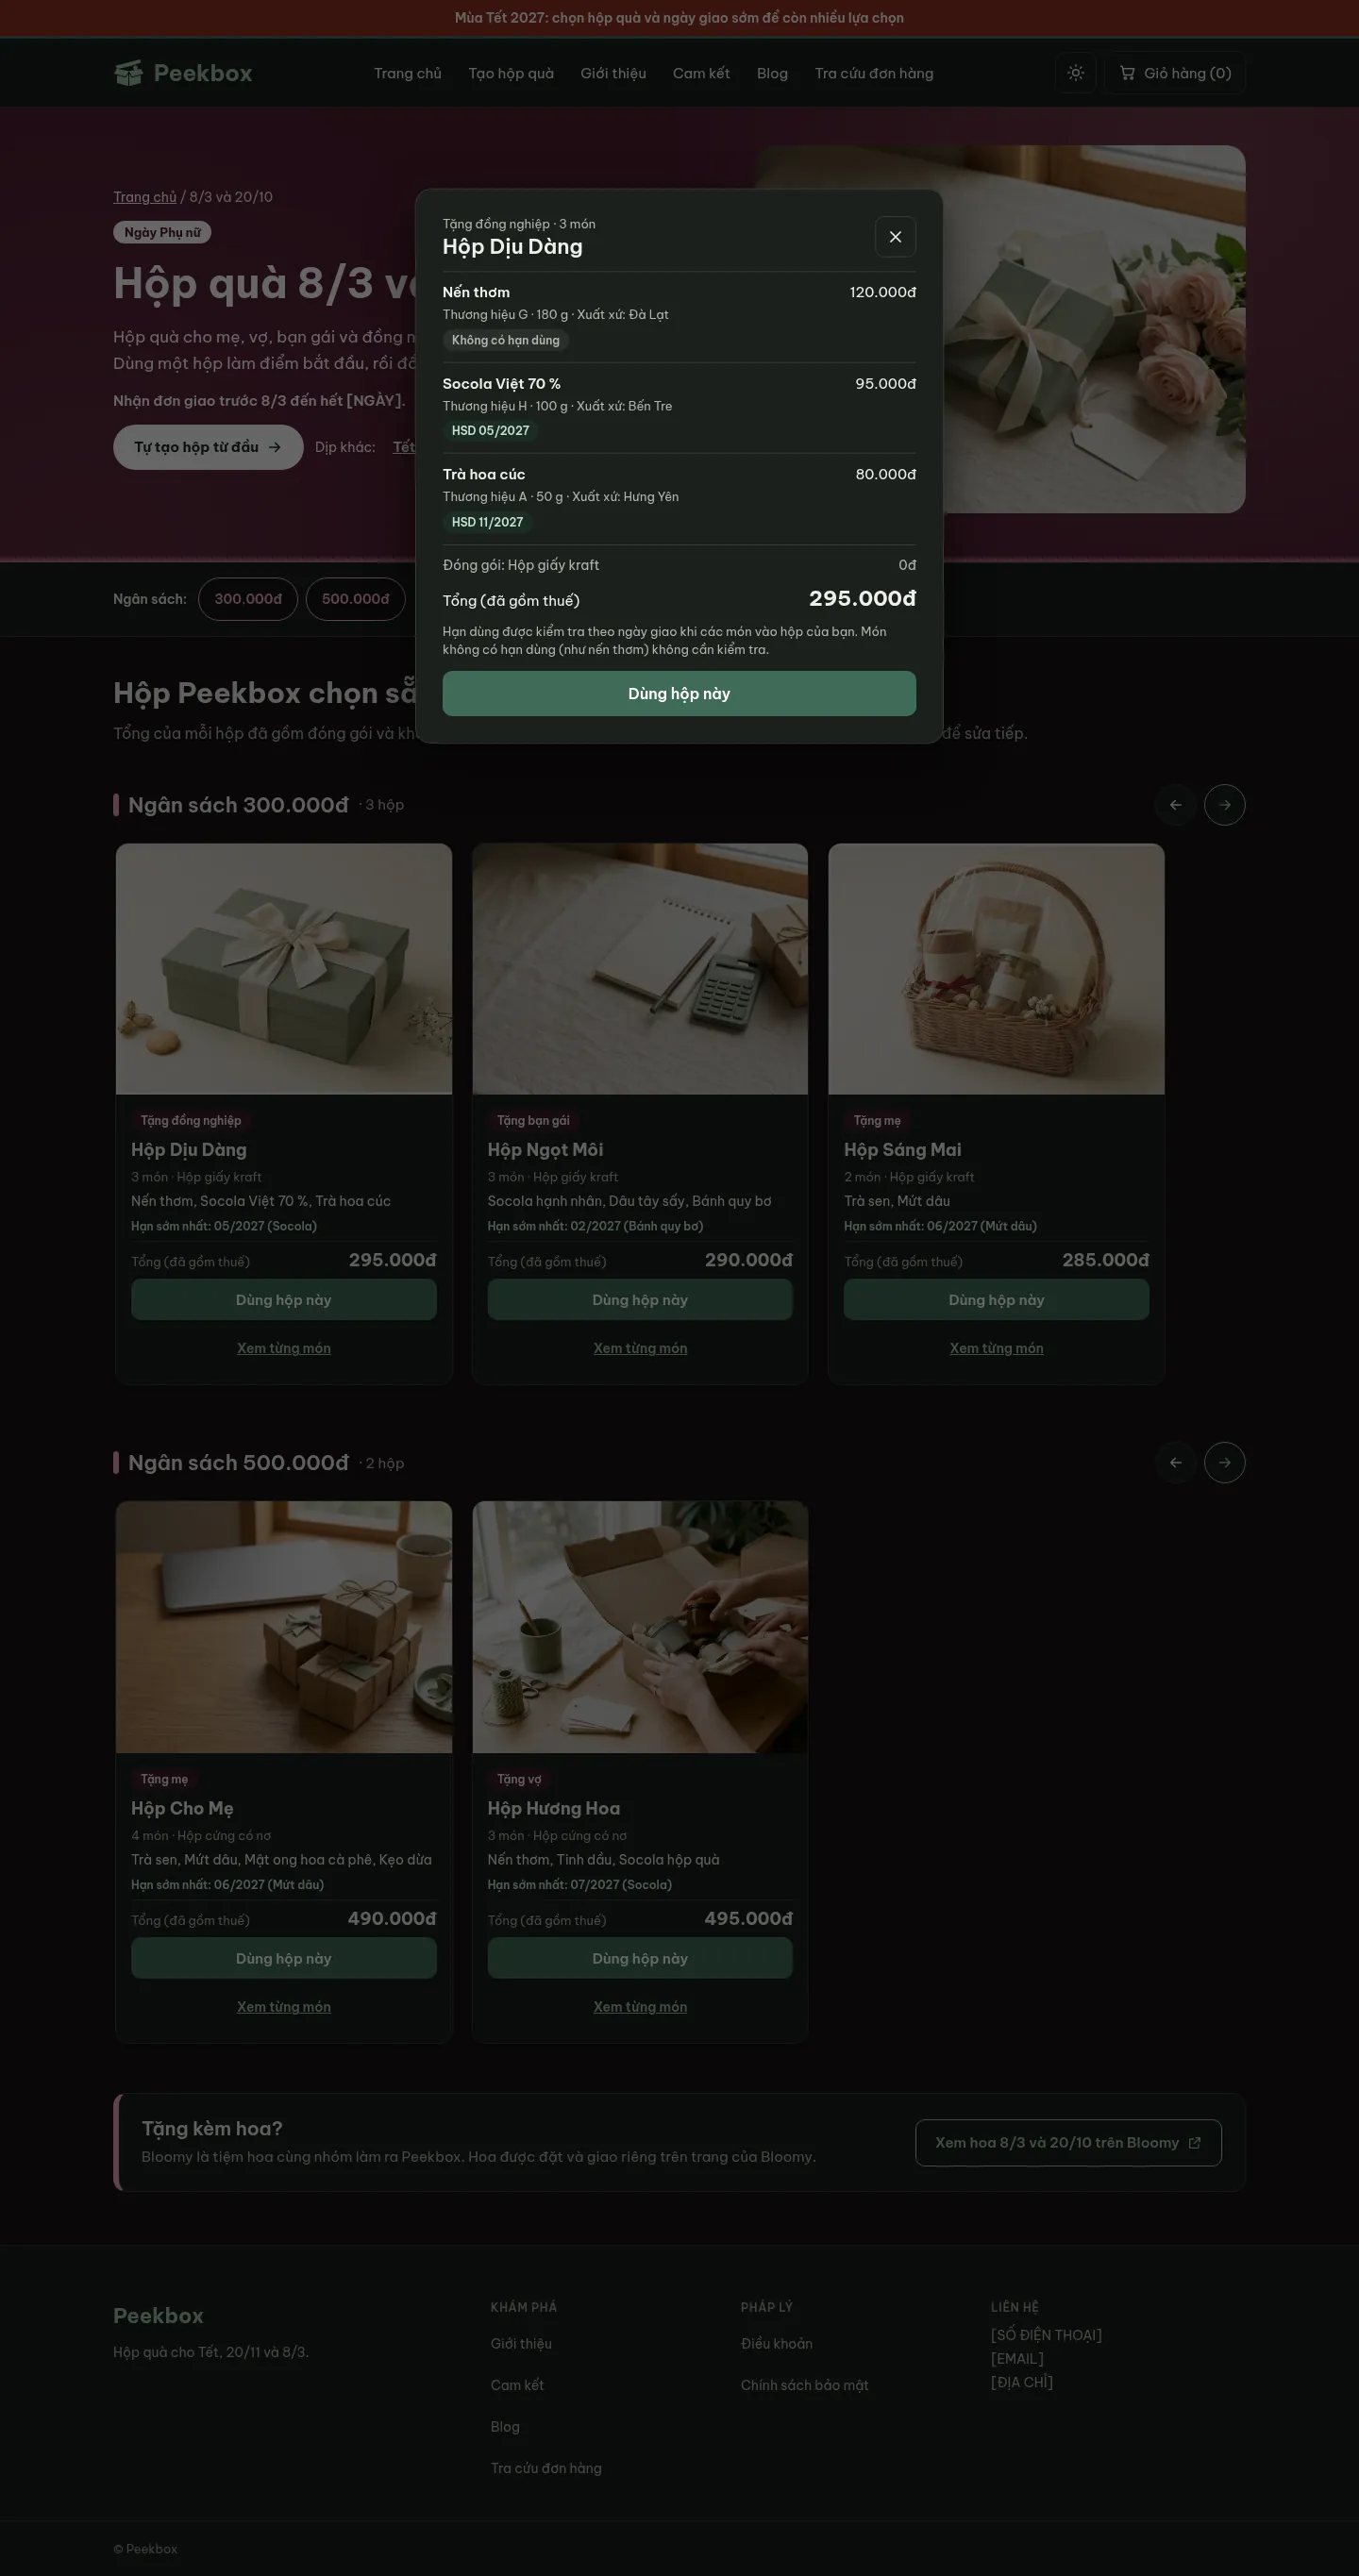 Mùa Tết 2027: chọn hộp quà và ngày giao sớm để còn nhiều lựa chọn
Peekbox
Trang chủ
Tạo hộp quà
Giới thiệu
Cam kết
Blog
Tra cứu đơn hàng
Giỏ hàng (0)
Trang chủ / 8/3 và 20/10
Ngày Phụ nữ
Hộp quà 8/3 v
Hộp quà cho mẹ, vợ, bạn gái và đồng n
Dùng một hộp làm điểm bắt đầu, rồi đổ
Nhận đơn giao trước 8/3 đến hết [NGÀY].
Tự tạo hộp từ đầu
Dịp khác:
Tết
Tặng đồng nghiệp · 3 món
Hộp Dịu Dàng
Nến thơm
120.000đ
Thương hiệu G · 180 g · Xuất xứ: Đà Lạt
Không có hạn dùng
Socola Việt 70 %
95.000đ
Thương hiệu H · 100 g · Xuất xứ: Bến Tre
HSD 05/2027
Trà hoa cúc
80.000đ
Thương hiệu A · 50 g · Xuất xứ: Hưng Yên
HSD 11/2027
Đóng gói: Hộp giấy kraft
0đ
Tổng (đã gồm thuế)
295.000đ
Hạn dùng được kiểm tra theo ngày giao khi các món vào hộp của bạn. Món
không có hạn dùng (như nến thơm) không cần kiểm tra.
Dùng hộp này
Ngân sách:
300.000đ
500.000đ
Hộp Peekbox chọn sẵ
Tổng của mỗi hộp đã gồm đóng gói và kh
để sửa tiếp.
Ngân sách 300.000đ · 3 hộp
Tặng đồng nghiệp
Hộp Dịu Dàng
3 món · Hộp giấy kraft
Nến thơm, Socola Việt 70 %, Trà hoa cúc
Hạn sớm nhất: 05/2027 (Socola)
Tổng (đã gồm thuế)
295.000đ
Dùng hộp này
Xem từng món
Tặng bạn gái
Hộp Ngọt Môi
3 món · Hộp giấy kraft
Socola hạnh nhân, Dâu tây sấy, Bánh quy bơ
Hạn sớm nhất: 02/2027 (Bánh quy bơ)
Tổng (đã gồm thuế)
290.000đ
Dùng hộp này
Xem từng món
Tặng mẹ
Hộp Sáng Mai
2 món · Hộp giấy kraft
Trà sen, Mứt dâu
Hạn sớm nhất: 06/2027 (Mứt dâu)
Tổng (đã gồm thuế)
285.000đ
Dùng hộp này
Xem từng món
Ngân sách 500.000đ · 2 hộp
Tặng mẹ
Hộp Cho Mẹ
4 món · Hộp cứng có nơ
Trà sen, Mứt dâu, Mật ong hoa cà phê, Kẹo dừa
Hạn sớm nhất: 06/2027 (Mứt dâu)
Tổng (đã gồm thuế)
490.000đ
Dùng hộp này
Xem từng món
Tặng vợ
Hộp Hương Hoa
3 món · Hộp cứng có nơ
Nến thơm, Tinh dầu, Socola hộp quà
Hạn sớm nhất: 07/2027 (Socola)
Tổng (đã gồm thuế)
495.000đ
Dùng hộp này
Xem từng món
Tặng kèm hoa?
Bloomy là tiệm hoa cùng nhóm làm ra Peekbox. Hoa được đặt và giao riêng trên trang của Bloomy.
Xem hoa 8/3 và 20/10 trên Bloomy
Peekbox
Hộp quà cho Tết, 20/11 và 8/3.
KHÁM PHÁ
Giới thiệu
Cam kết
Blog
Tra cứu đơn hàng
PHÁP LÝ
Điều khoản
Chính sách bảo mật
LIÊN HỆ
[SỐ ĐIỆN THOẠI]
[EMAIL]
[ĐỊA CHỈ]
© Peekbox